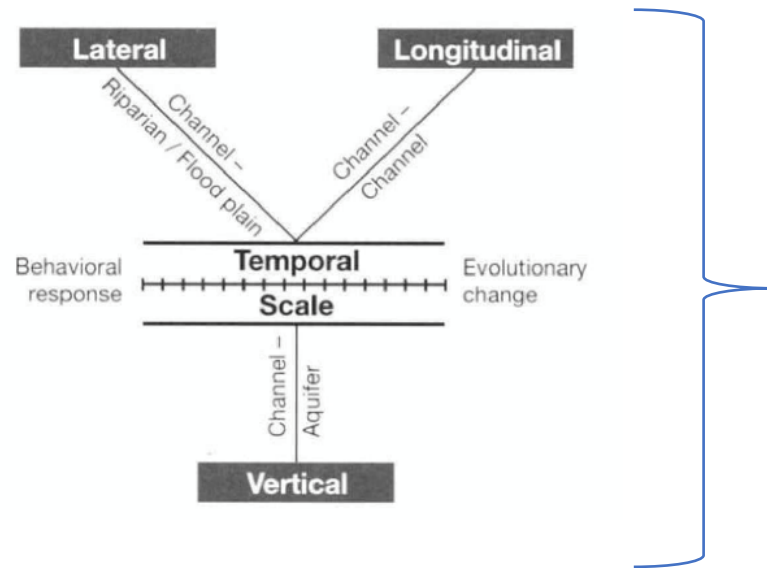 Lateral
Longitudinal
Channel –
Riparian / Flood plain
Channel –
Channel
Temporal
Behavioral
response
Evolutionary
change
Scale
Channel –
Aquifer
Vertical